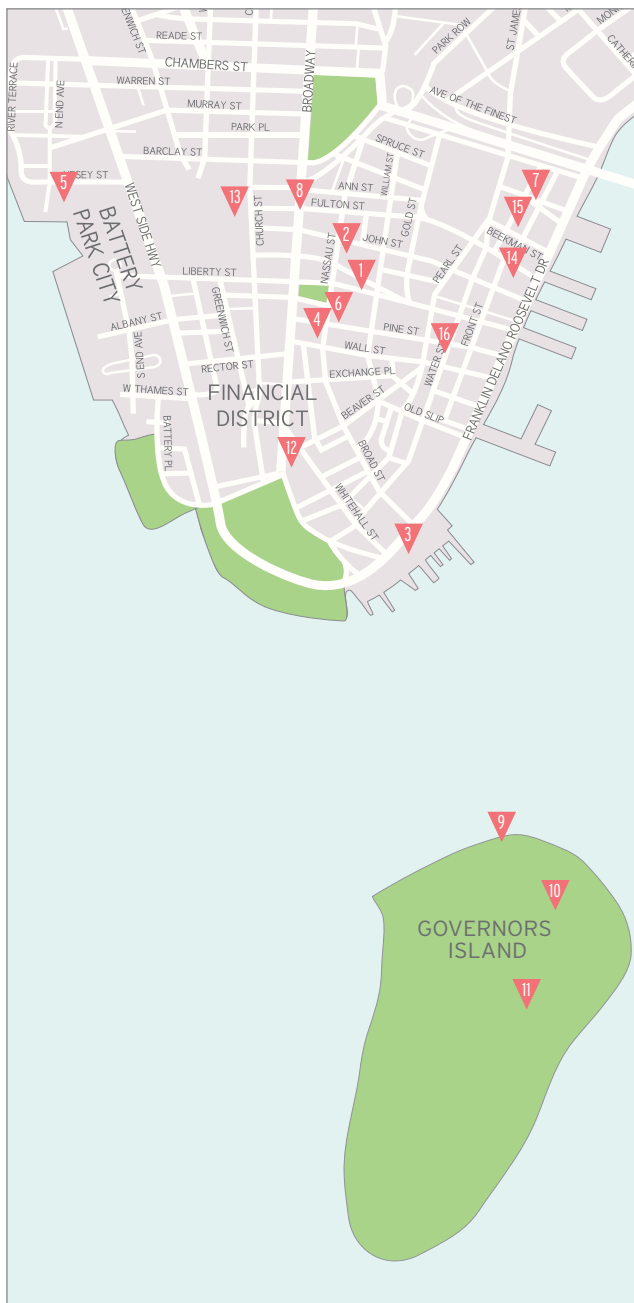 READE ST
CHAMBERS ST
BROADWAY
PARK ROW
ST JAME
RIVER TERRACE
N END AVE
WARREN ST
MURRAY ST
PARK PL
BARCLAY ST
AVE OF THE FINEST
SPRUCE ST
WILLIAM ST
5
WEST SIDE HWY
BATTERY
PARK CITY
13
CHURCH ST
8
ANN ST
FULTON ST
GOLD ST
7
15
2
NASSAU ST
JOHN ST
PEARL ST
BEEKMAN ST
14
LIBERTY ST
1
6
4
GREENWICH ST
ALBANY ST
S END AVE
PINE ST
16
FRONT ST
WALL ST
WATER ST
FRANKLIN DELANO ROOSEVELT DR
RECTOR ST
EXCHANGE PL
W THAMES ST
FINANCIAL
DISTRICT
BEAVER ST
OLD SLIP
BATTERY PL
12
BROAD ST
WHITEHALL ST
3
9
10
GOVERNORS
ISLAND
11